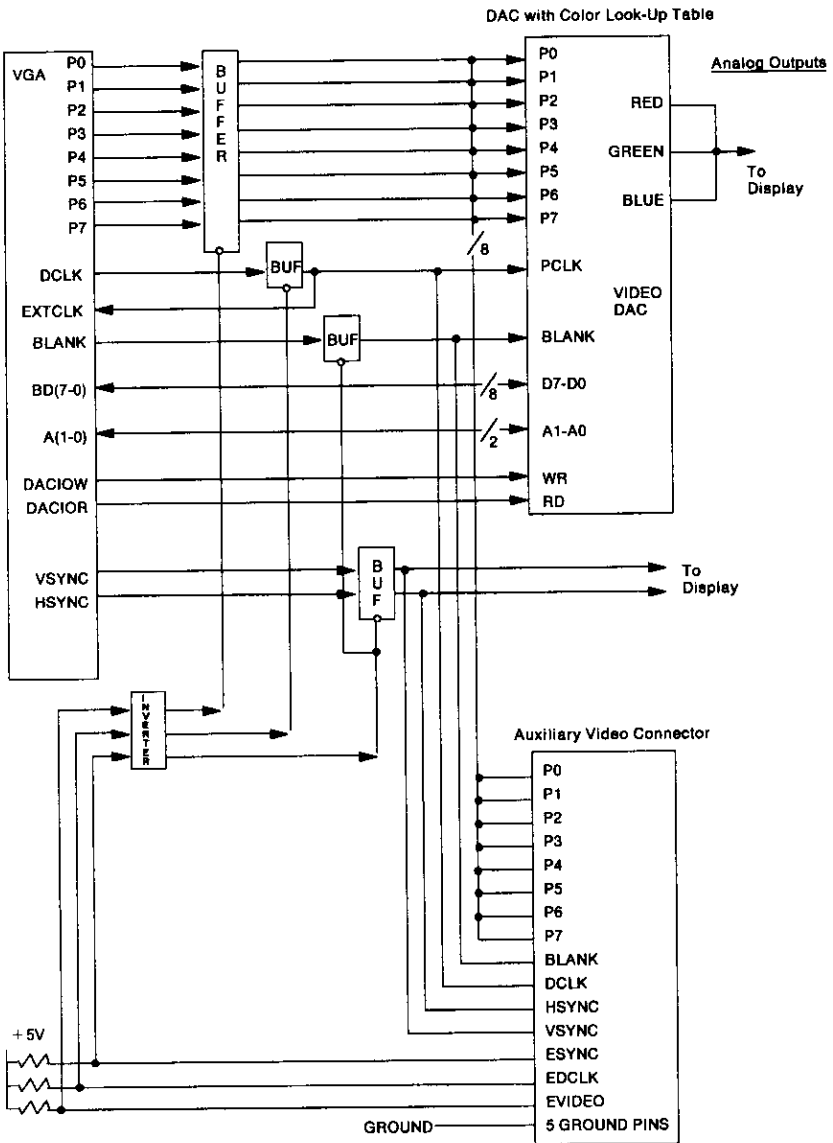 DAC with Color Look-Up Table
VGA
P0
P1
P2
P3
P4
P5
P6
P7
DCLK
EXTCLK
BLANK
BD(7-0)
A(1-0)
DACIOW
DACIOR
VSYNC
HSYNC
BUFFER
BUF
BUF
BUF
8
8
2
P0
P1
P2
P3
P4
P5
P6
P7
PCLK
BLANK
D7-D0
A1-A0
WR
RD
RED
GREEN
BLUE
VIDEO
DAC
Analog Outputs
To
Display
To
Display
INVERTER
Auxiliary Video Connector
P0
P1
P2
P3
P4
P5
P6
P7
BLANK
DCLK
HSYNC
VSYNC
ESYNC
EDCLK
EVIDEO
5 GROUND PINS
+5V
GROUND